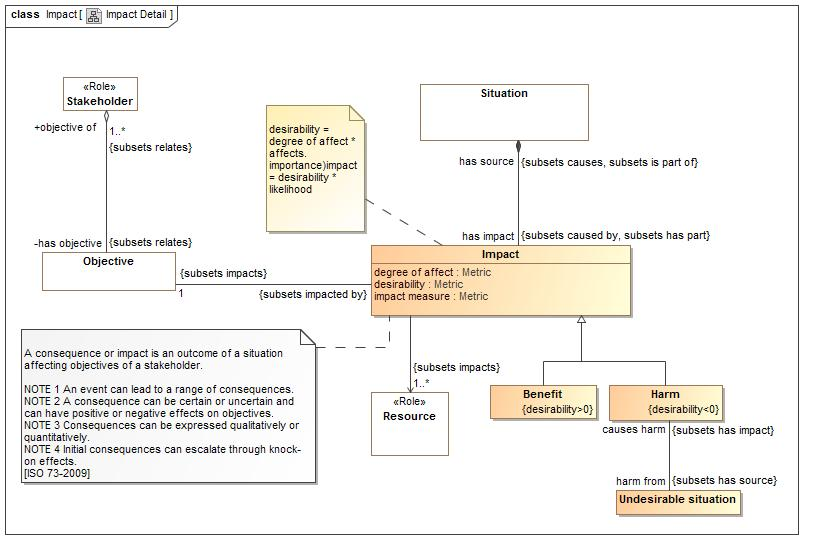 class Impact [ Impact Detail ]
«Role»
Stakeholder
+objective of
1..*
{subsets relates}
-has objective
{subsets relates}
Objective
desirability =
degree of affect *
affects.
importance)impact
= desirability *
likelihood
Situation
has source
{subsets causes, subsets is part of}
has impact
{subsets caused by, subsets has part}
{subsets impacts}
1
{subsets impacted by}
Impact
degree of affect : Metric
desirability : Metric
impact measure : Metric
A consequence or impact is an outcome of a situation
affecting objectives of a stakeholder.
NOTE 1 An event can lead to a range of consequences.
NOTE 2 A consequence can be certain or uncertain and
can have positive or negative effects on objectives.
NOTE 3 Consequences can be expressed qualitatively or
quantitatively.
NOTE 4 Initial consequences can escalate through knock-
on effects.
[ISO 73-2009]
{subsets impacts}
1..*
«Role»
Resource
Benefit
{desirability>0}
Harm
{desirability<0}
causes harm
{subsets has impact}
harm from
{subsets has source}
Undesirable situation